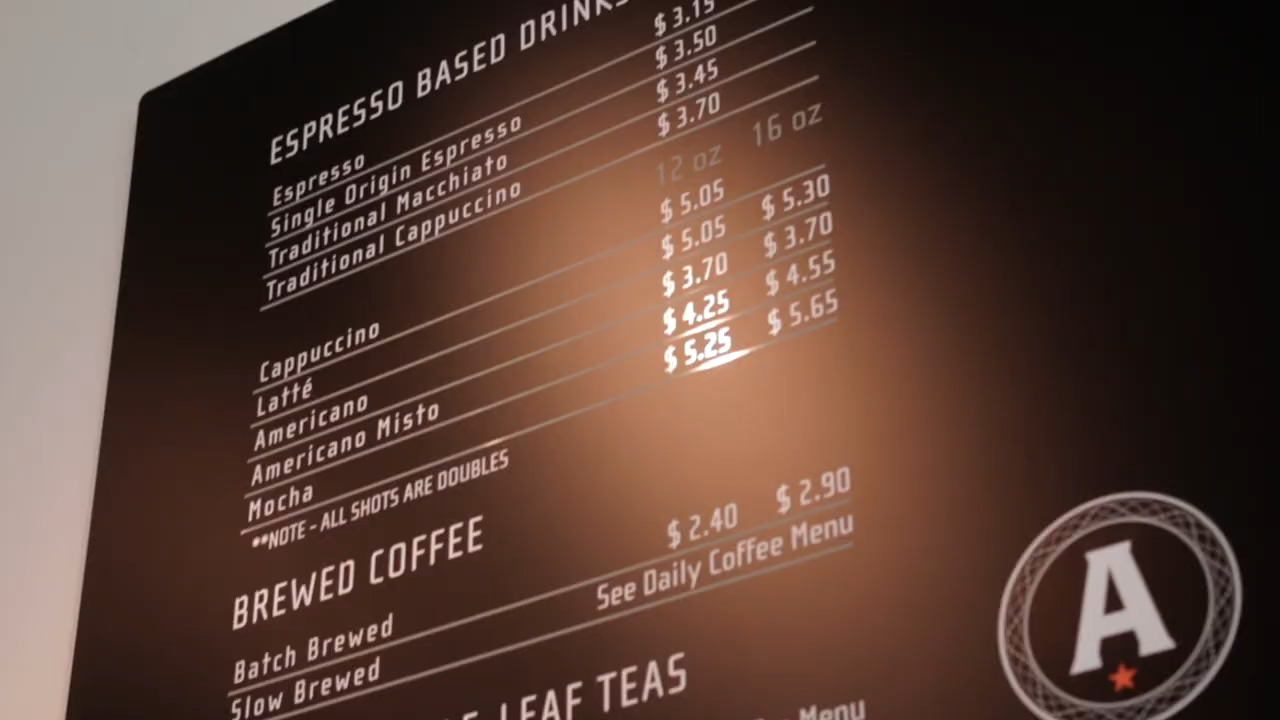 ESPRESSO BASED DRINKS
Espresso $ 3.15
Single Origin Espresso $ 3.50
Traditional Macchiato $ 3.45
Traditional Cappuccino $ 3.70
12 oz 16 oz
Cappuccino $ 5.05
Latté $ 5.05 $ 5.30
Americano $ 3.70 $ 3.70
Americano Misto $ 4.25 $ 4.55
Mocha $ 5.25 $ 5.65
**NOTE - ALL SHOTS ARE DOUBLES
BREWED COFFEE
Batch Brewed $ 2.40 $ 2.90
Slow Brewed See Daily Coffee Menu
LEAF TEAS
Menu
A